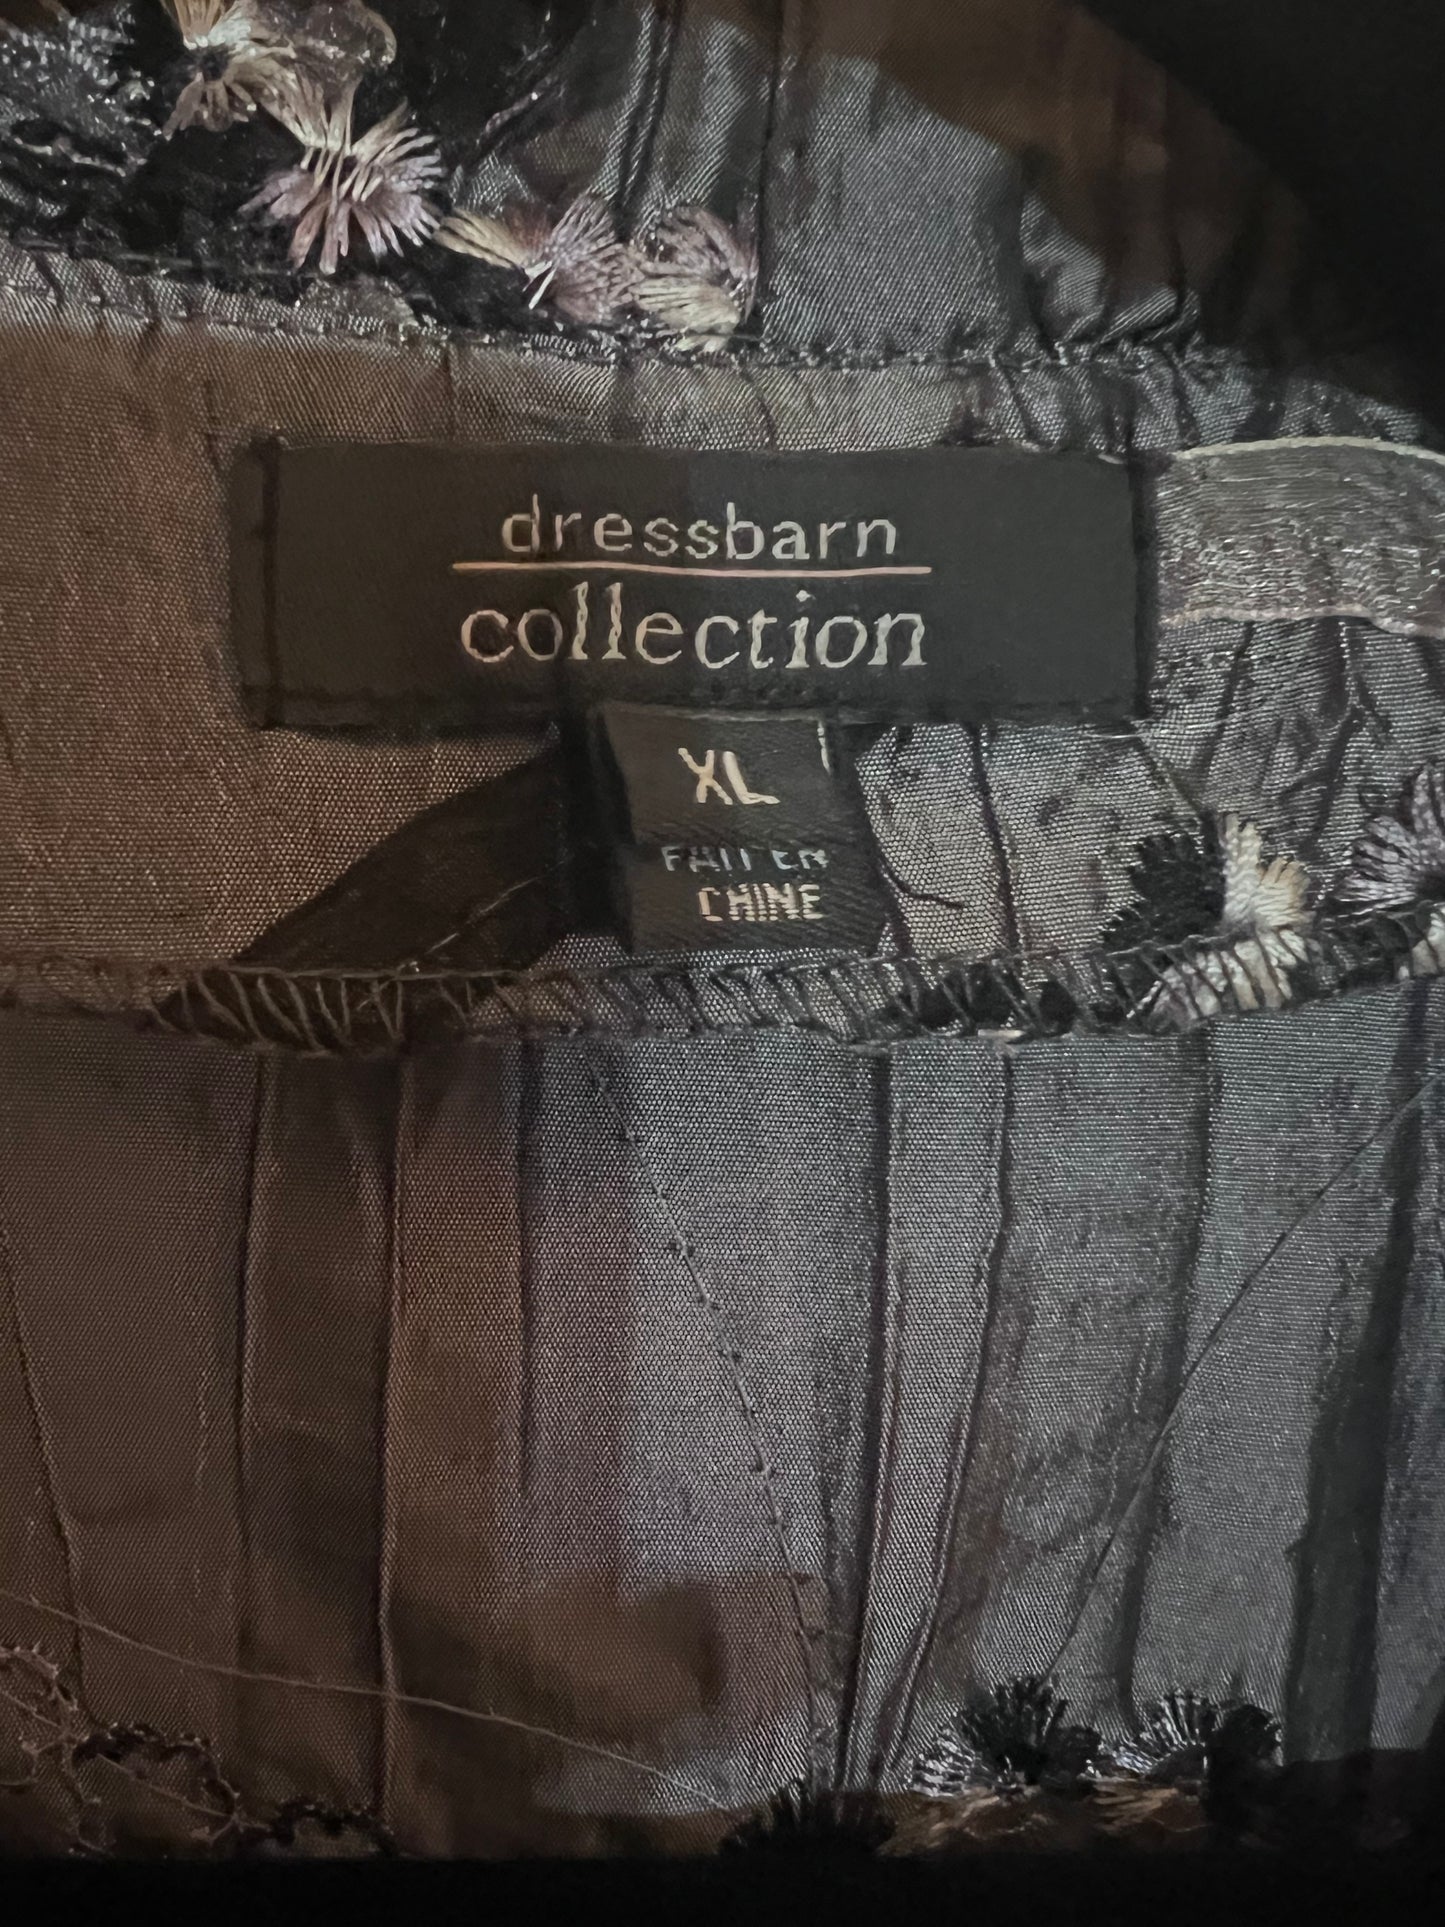 dressbarn
collection
XL
FAIT EN
CHINE